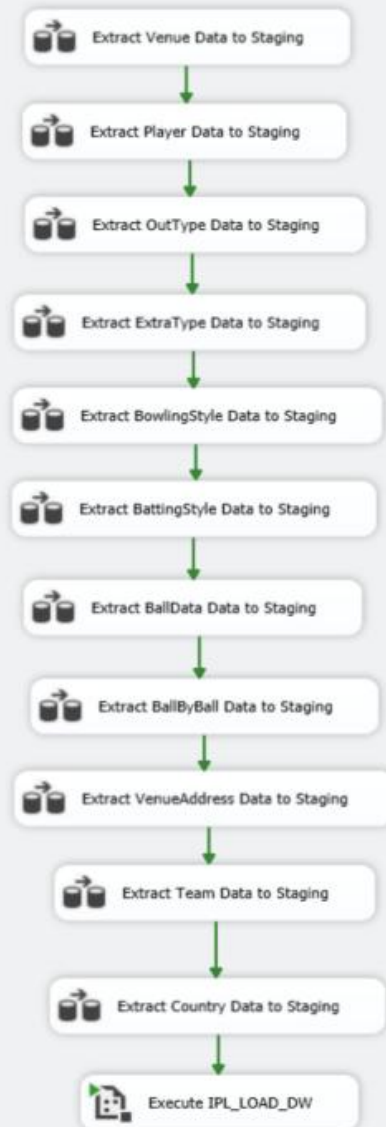 Extract Venue Data to Staging
Extract Player Data to Staging
Extract OutType Data to Staging
Extract ExtraType Data to Staging
Extract BowlingStyle Data to Staging
Extract BattingStyle Data to Staging
Extract BallData Data to Staging
Extract BallByBall Data to Staging
Extract VenueAddress Data to Staging
Extract Team Data to Staging
Extract Country Data to Staging
Execute IPL_LOAD_DW